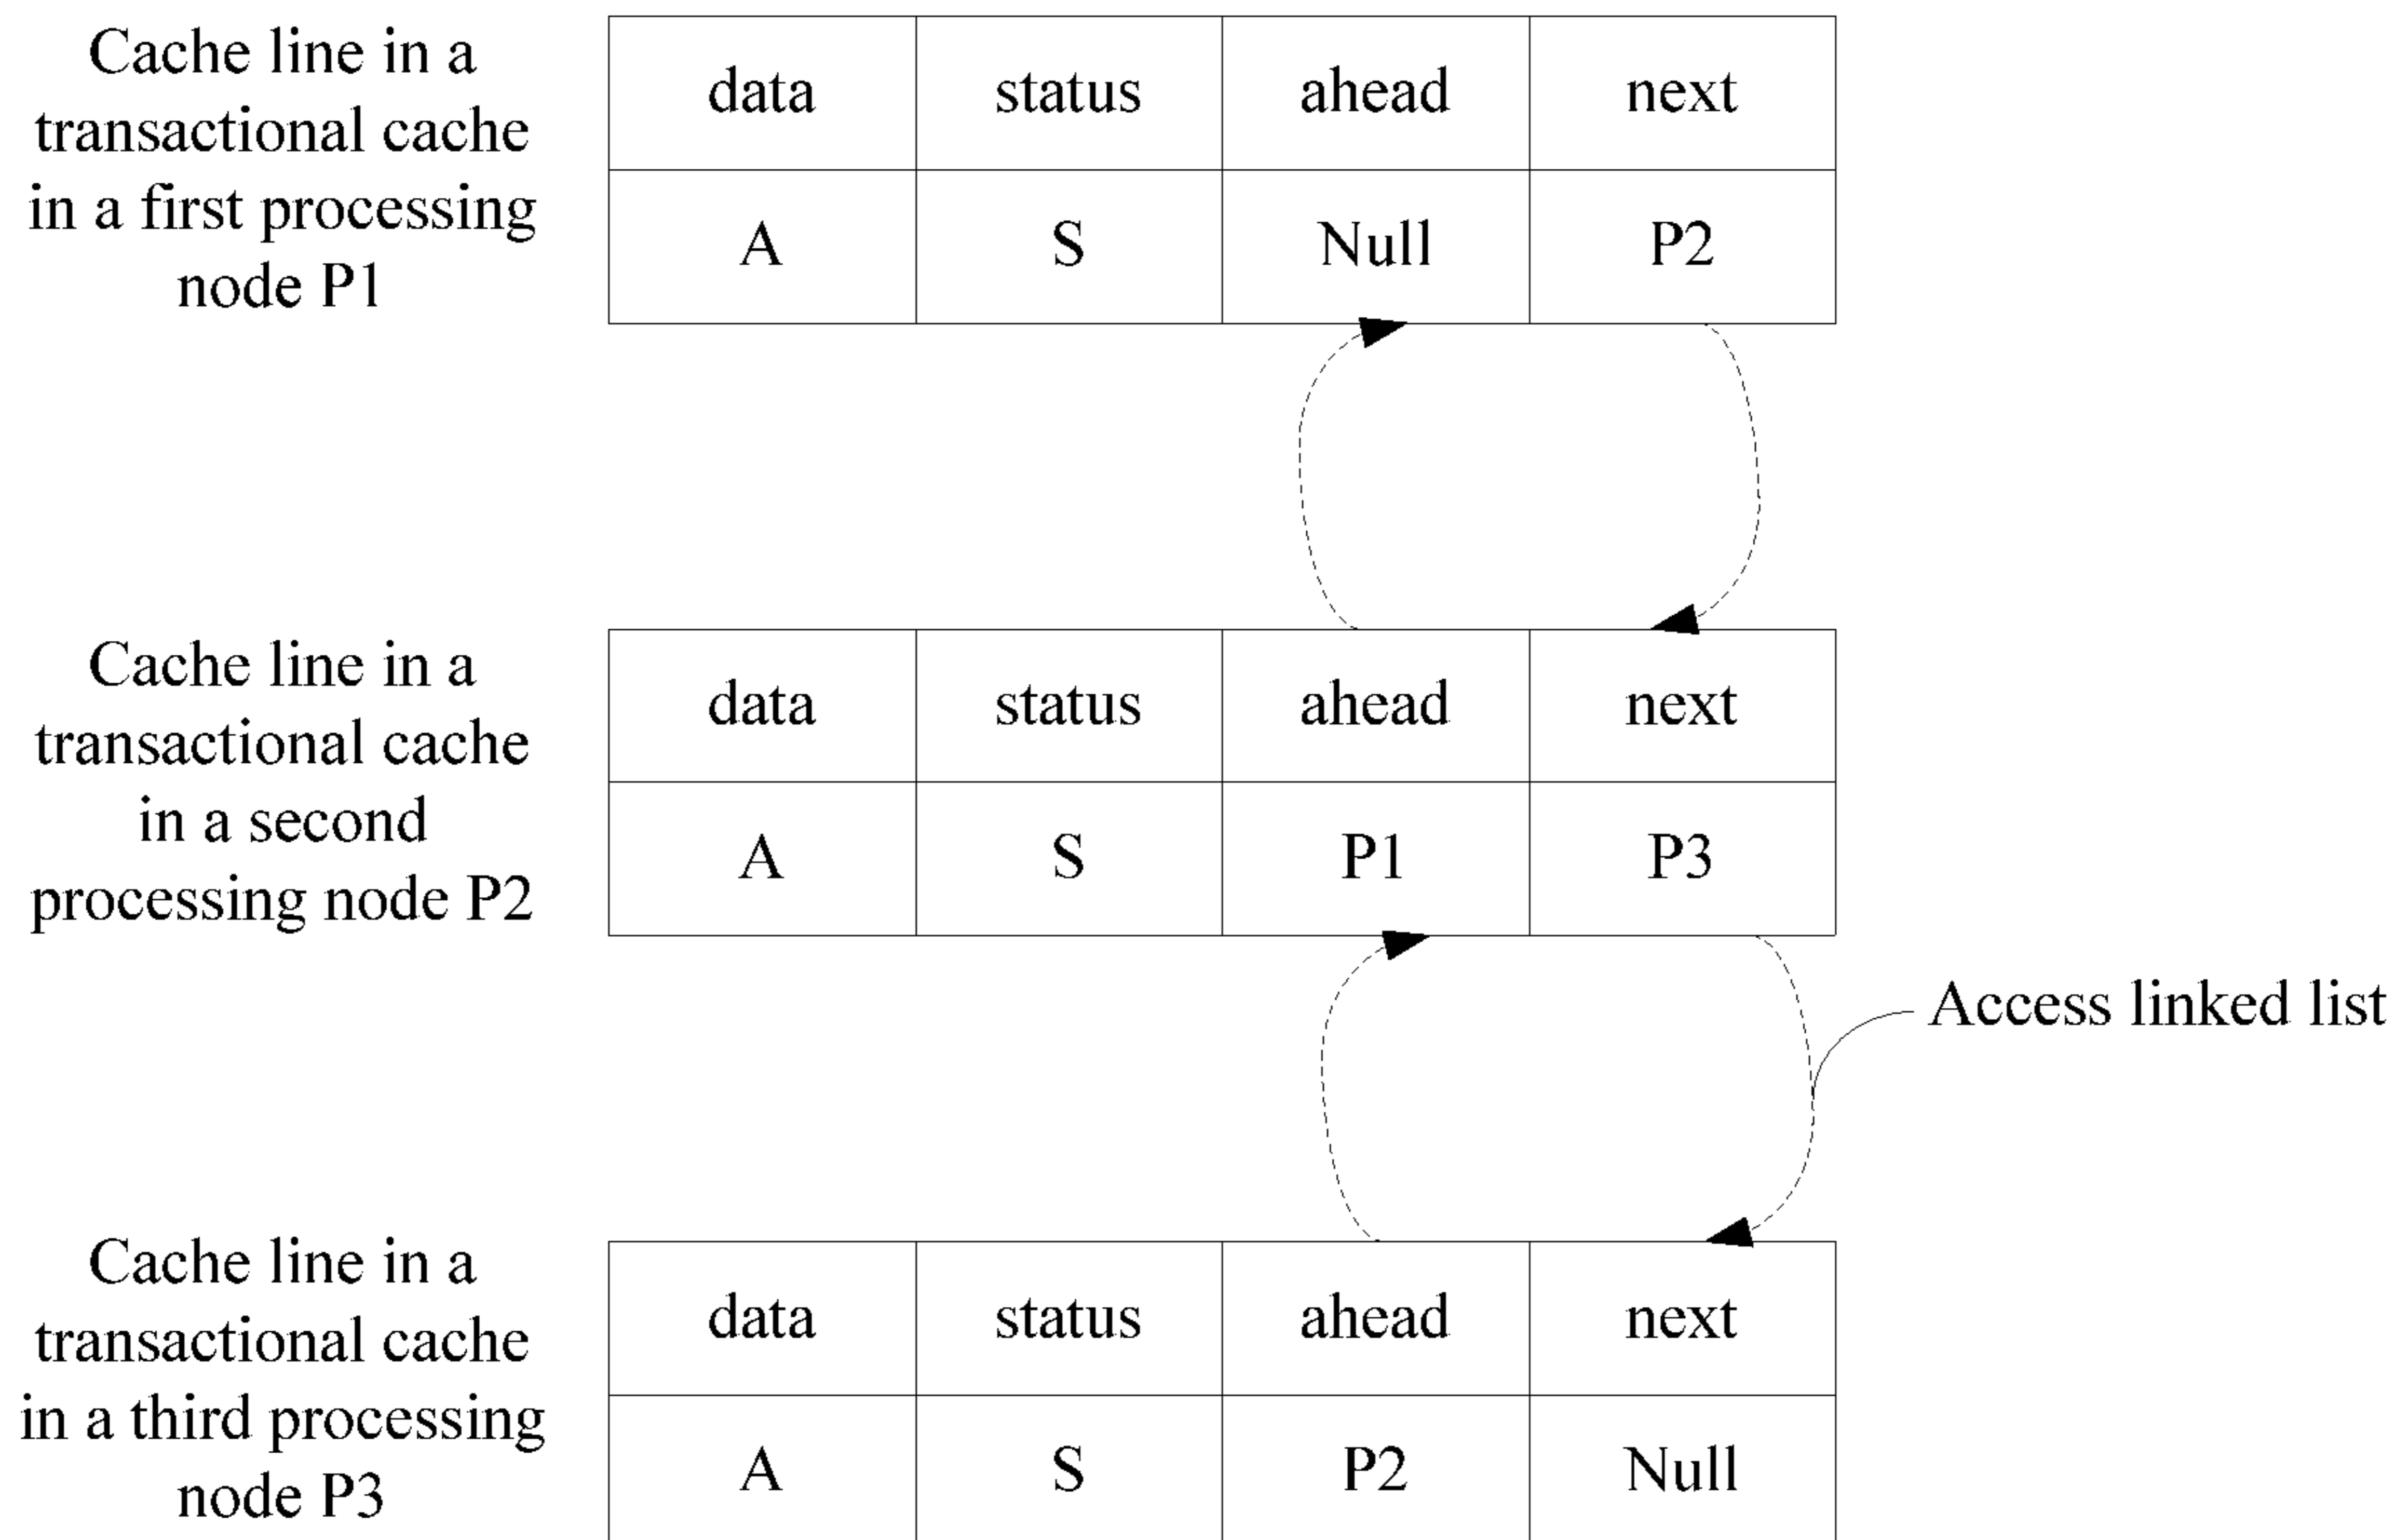 Cache line in a
transactional cache
in a first processing
node P1
data status ahead next
A S Null P2
Cache line in a
transactional cache
in a second
processing node P2
data status ahead next
A S P1 P3
Access linked list
Cache line in a
transactional cache
in a third processing
node P3
data status ahead next
A S P2 Null